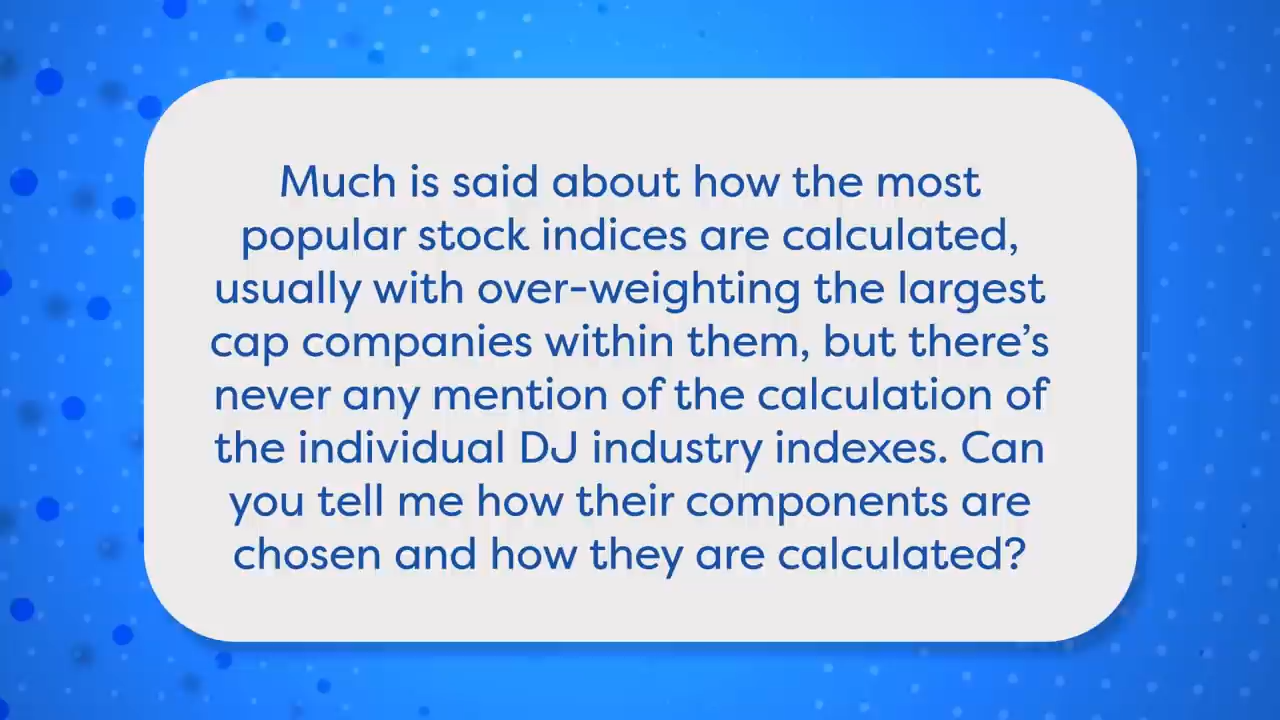 Much is said about how the most
popular stock indices are calculated,
usually with over-weighting the largest
cap companies within them, but there’s
never any mention of the calculation of
the individual DJ industry indexes. Can
you tell me how their components are
chosen and how they are calculated?